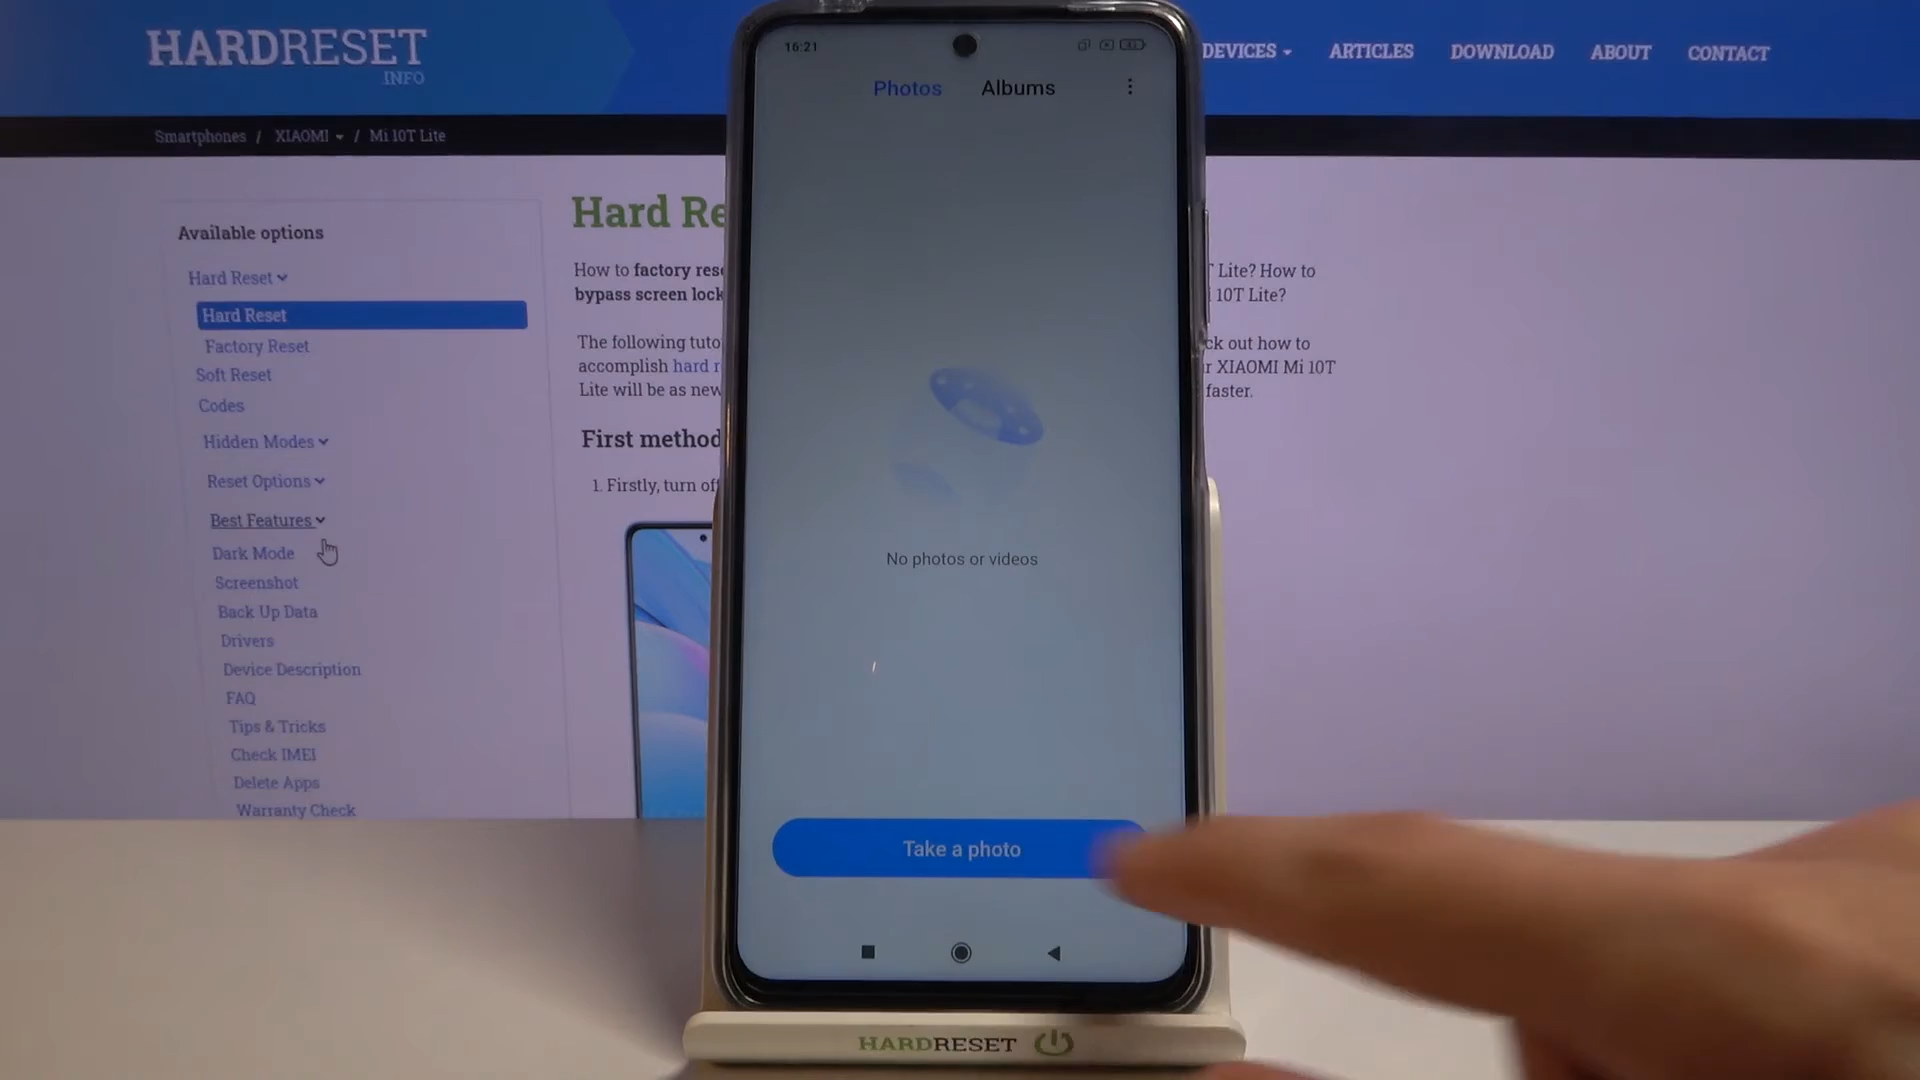 HARDRESET
.INFO
DEVICES
ARTICLES
DOWNLOAD
ABOUT
CONTACT
Smartphones / XIAOMI / Mi 10T Lite
Available options
Hard Reset
Hard Reset
Factory Reset
Soft Reset
Codes
Hidden Modes
Reset Options
Best Features
Dark Mode
Screenshot
Back Up Data
Drivers
Device Description
FAQ
Tips & Tricks
Check IMEI
Delete Apps
Warranty Check
Hard Re
How to factory res
Lite? How to
bypass screen lock
10T Lite?
The following tuto
ck out how to
accomplish hard r
r XIAOMI Mi 10T
Lite will be as new
faster.
First method
1. Firstly, turn of
16:21
Photos
Albums
No photos or videos
Take a photo
HARDRESET